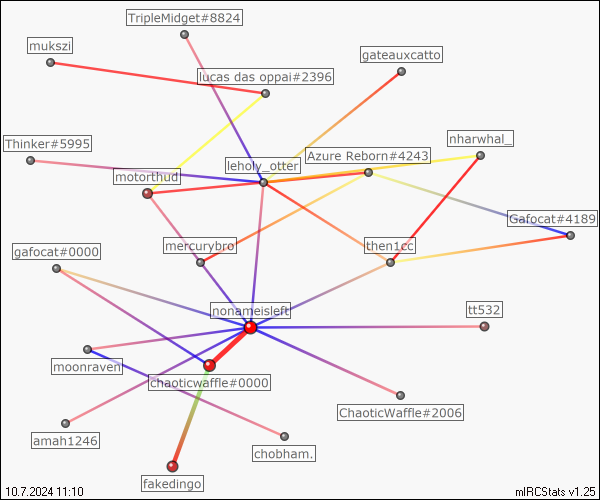 TripleMidget#8824
mukszi
gateauxcatto
lucas das oppai#2396
nharwhal_
Thinker#5995
Azure Reborn#4243
leholy_otter
motorthud
Gafocat#4189
mercurybro
then1cc
gafocat#0000
nonameisleft
tt532
moonraven
chaoticwaffle#0000
ChaoticWaffle#2006
amah1246
chobham.
fakedingo
10.7.2024 11:10
mIRCStats v1.25